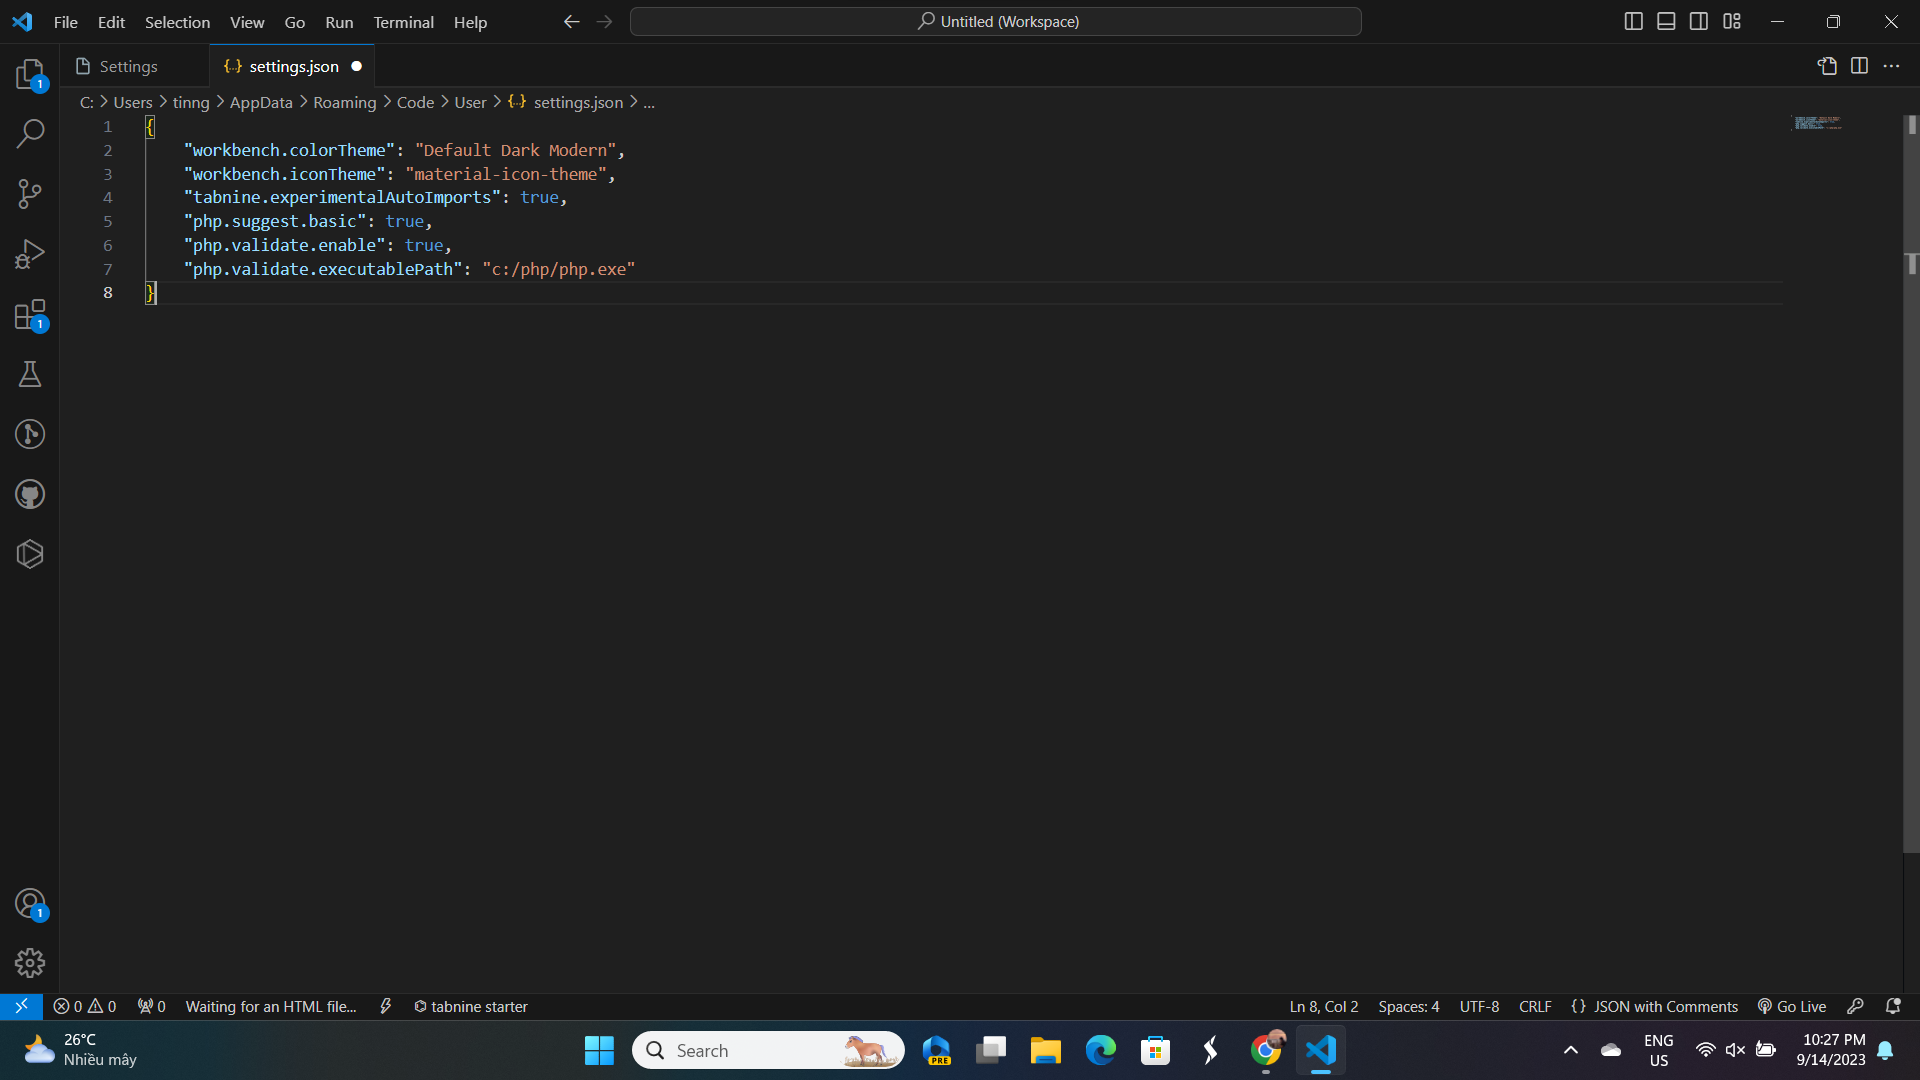 File Edit Selection View Go Run Terminal Help
Untitled (Workspace)
Settings
{..} settings.json
C: > Users > tinng > AppData > Roaming > Code > User > {..} settings.json > ...
1 {
2 "workbench.colorTheme": "Default Dark Modern",
3 "workbench.iconTheme": "material-icon-theme",
4 "tabnine.experimentalAutoImports": true,
5 "php.suggest.basic": true,
6 "php.validate.enable": true,
7 "php.validate.executablePath": "c:/php/php.exe"
8 }
1
1
1
0 0 0 Waiting for an HTML file... tabnine starter
Ln 8, Col 2 Spaces: 4 UTF-8 CRLF {} JSON with Comments Go Live
26°C
Nhiều mây
Search
PRE
ENG
US
10:27 PM
9/14/2023